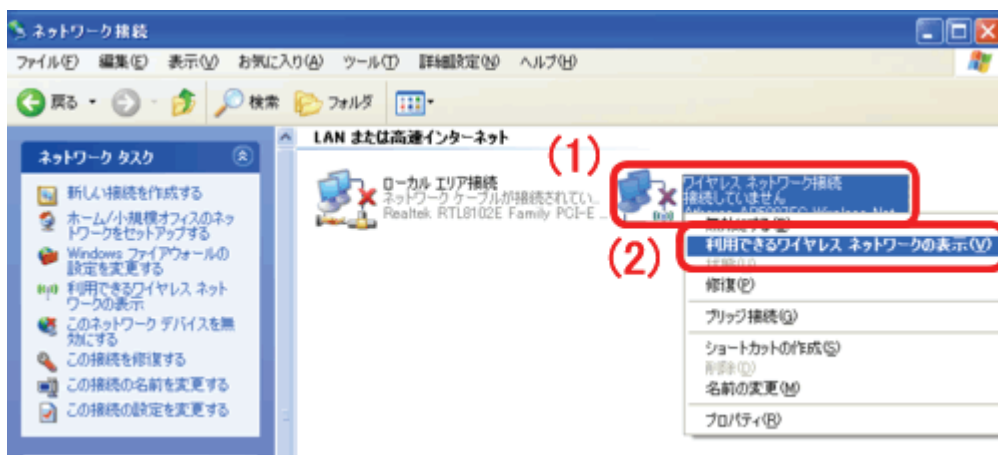 ネットワーク接続
ファイル(F) 編集(E) 表示(V) お気に入り(A) ツール(T) 詳細設定(N) ヘルプ(H)
戻る 検索 フォルダ
ネットワーク タスク
新しい接続を作成する
ホーム/小規模オフィスのネッ
トワークをセットアップする
Windows ファイアウォールの
設定を変更する
利用できるワイヤレス ネット
ワークの表示
このネットワーク デバイスを無
効にする
この接続を修復する
この接続の名前を変更する
この接続の設定を変更する
LAN または高速インターネット
ローカル エリア接続
ネットワーク ケーブルが接続されてい...
Realtek RTL8102E Family PCI-E ...
(1)
ワイヤレス ネットワーク接続
接続していません
(2)
無効にする(B)
利用できるワイヤレス ネットワークの表示(V)
状態(U)
修復(P)
ブリッジ接続(G)
ショートカットの作成(S)
削除(D)
名前の変更(M)
プロパティ(R)